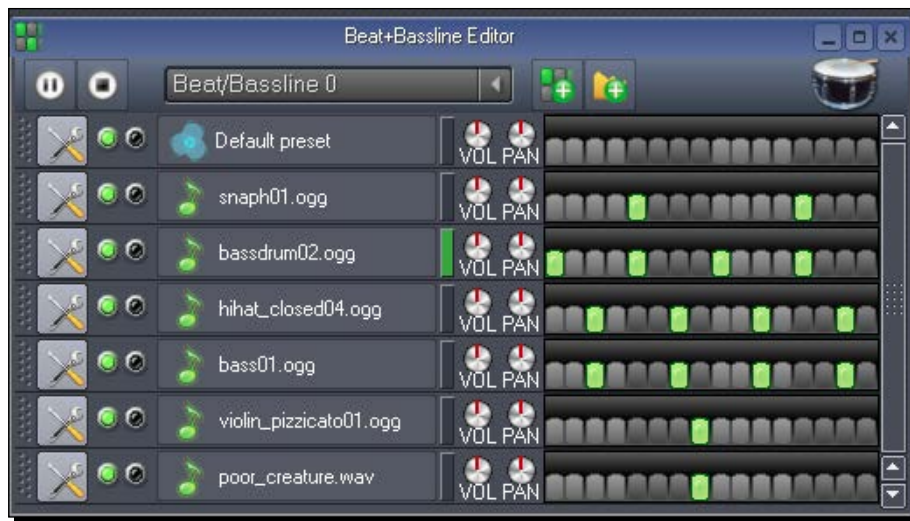 Beat+Bassline Editor
Beat/Bassline 0
Default preset VOL PAN
snaph01.ogg VOL PAN
bassdrum02.ogg VOL PAN
hihat_closed04.ogg VOL PAN
bass01.ogg VOL PAN
violin_pizzicato01.ogg VOL PAN
poor_creature.wav VOL PAN